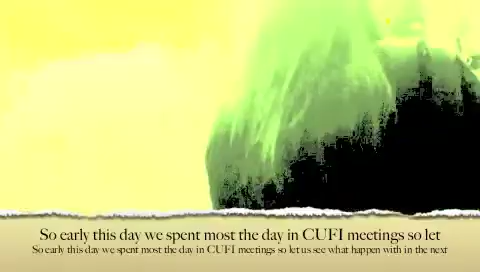 So early this day we spent most the day in CUFI meetings so let
So early this day we spent most the day in CUFI meetings so let us see what happen with in the next